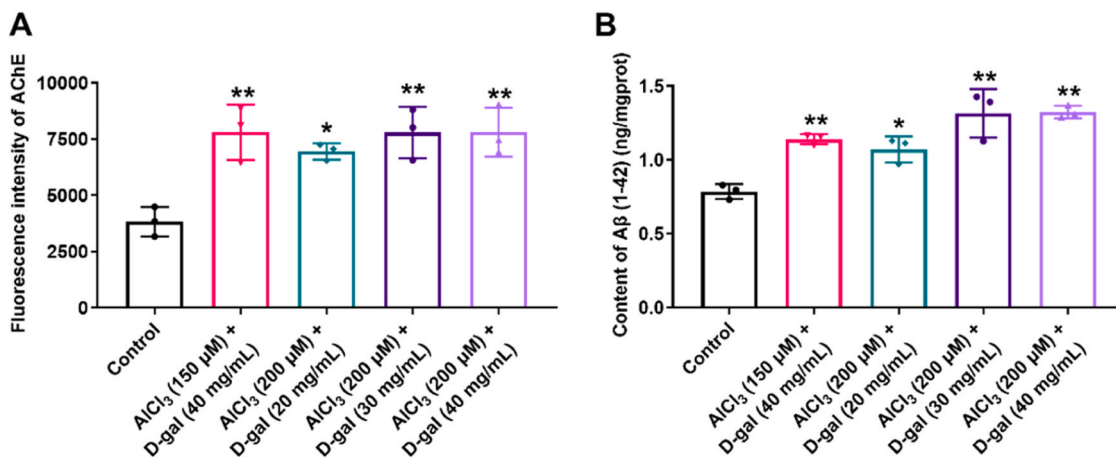 A
Fluorescence intensity of AChE
10000
7500
5000
2500
0
**
*
**
**
Control
AlCl₃ (150 μM) +
D-gal (40 mg/mL)
AlCl₃ (200 μM) +
D-gal (20 mg/mL)
AlCl₃ (200 μM) +
D-gal (30 mg/mL)
AlCl₃ (200 μM) +
D-gal (40 mg/mL)
B
Content of Aβ (1-42) (ng/mgprot)
1.5
1.0
0.5
0.0
**
*
**
**
Control
AlCl₃ (150 μM) +
D-gal (40 mg/mL)
AlCl₃ (200 μM) +
D-gal (20 mg/mL)
AlCl₃ (200 μM) +
D-gal (30 mg/mL)
AlCl₃ (200 μM) +
D-gal (40 mg/mL)